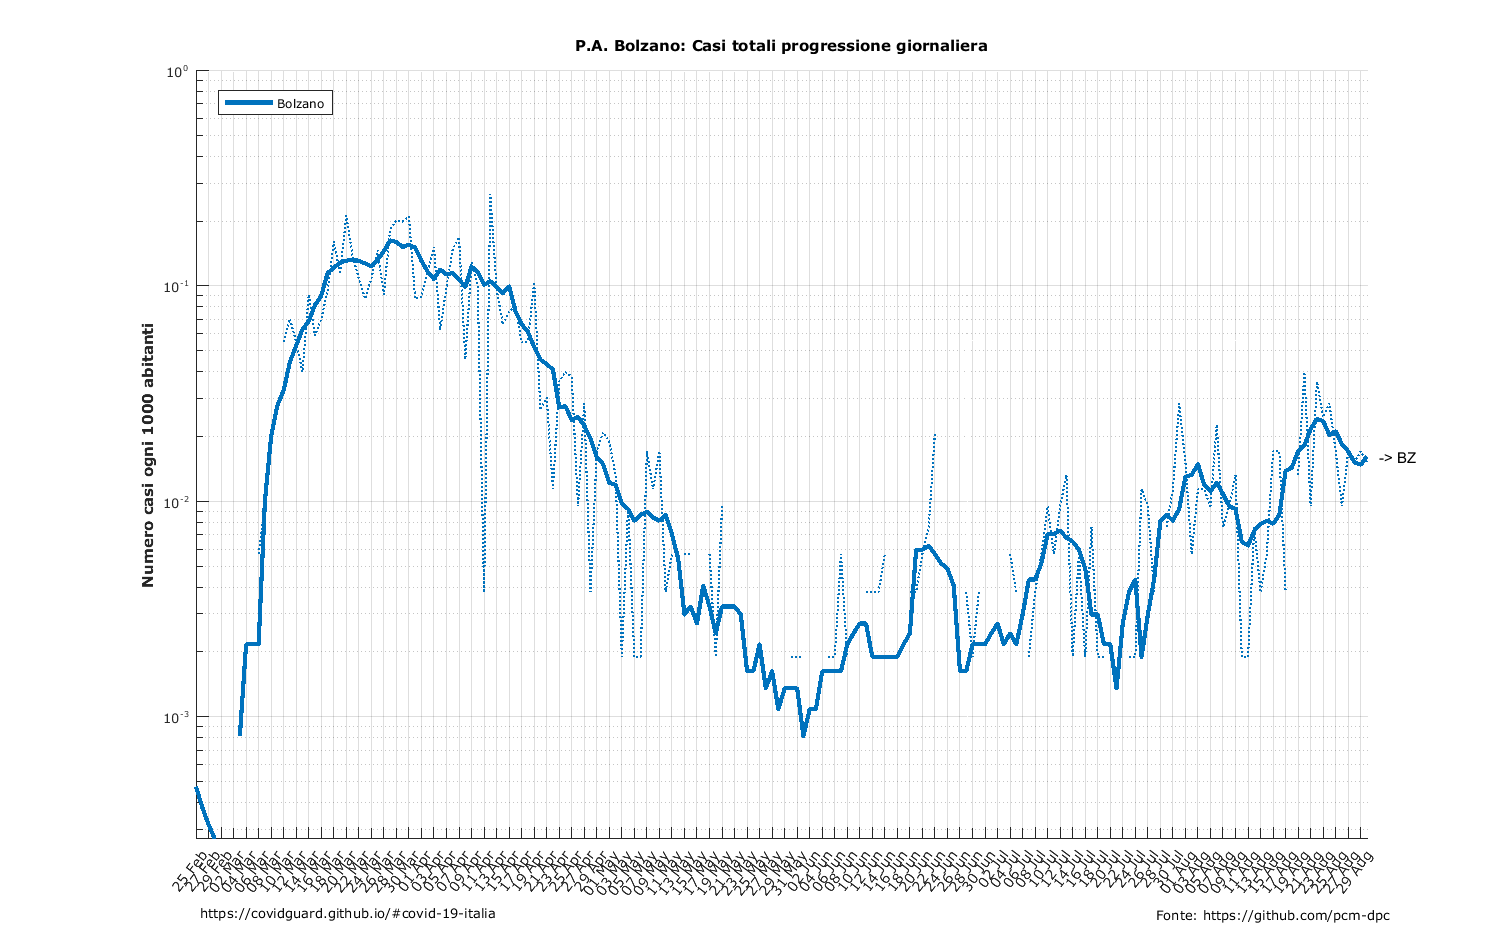 P.A. Bolzano: Casi totali progressione giornaliera
Bolzano
Numero casi ogni 1000 abitanti
10⁰
10⁻¹
10⁻²
10⁻³
-> BZ
25 Feb
27 Feb
29 Feb
02 Mar
04 Mar
06 Mar
08 Mar
10 Mar
12 Mar
14 Mar
16 Mar
18 Mar
20 Mar
22 Mar
24 Mar
26 Mar
28 Mar
30 Mar
01 Apr
03 Apr
05 Apr
07 Apr
09 Apr
11 Apr
13 Apr
15 Apr
17 Apr
19 Apr
21 Apr
23 Apr
25 Apr
27 Apr
29 Apr
01 May
03 May
05 May
07 May
09 May
11 May
13 May
15 May
17 May
19 May
21 May
23 May
25 May
27 May
29 May
31 May
02 Jun
04 Jun
06 Jun
08 Jun
10 Jun
12 Jun
14 Jun
16 Jun
18 Jun
20 Jun
22 Jun
24 Jun
26 Jun
28 Jun
30 Jun
02 Jul
04 Jul
06 Jul
08 Jul
10 Jul
12 Jul
14 Jul
16 Jul
18 Jul
20 Jul
22 Jul
24 Jul
26 Jul
28 Jul
30 Jul
01 Aug
03 Aug
05 Aug
07 Aug
09 Aug
11 Aug
13 Aug
15 Aug
17 Aug
19 Aug
21 Aug
23 Aug
25 Aug
27 Aug
29 Aug
https://covidguard.github.io/#covid-19-italia
Fonte: https://github.com/pcm-dpc